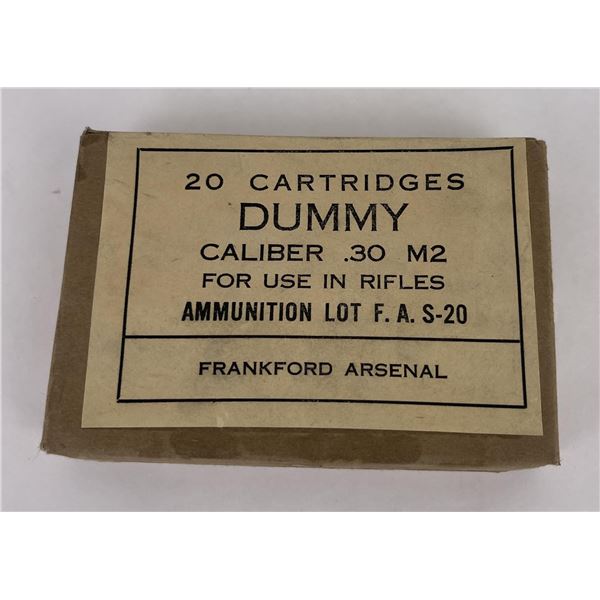 20 CARTRIDGES
DUMMY
CALIBER .30 M2
FOR USE IN RIFLES
AMMUNITION LOT F. A. S-20
FRANKFORD ARSENAL